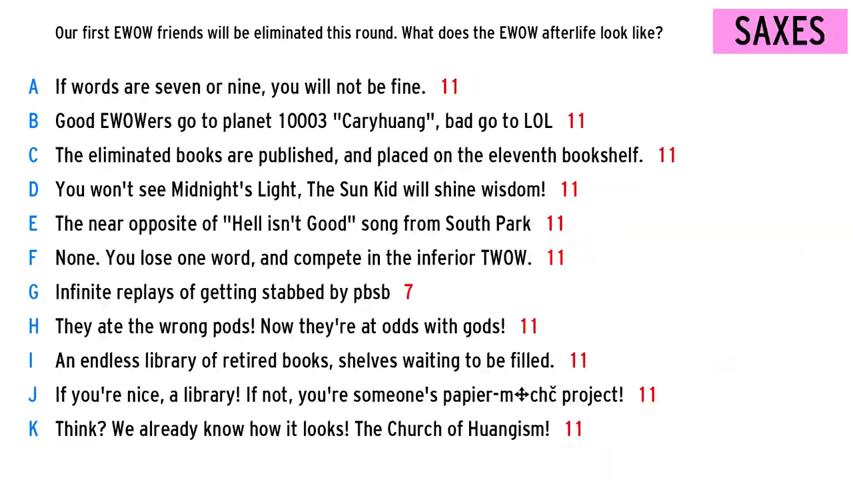 Our first EWOW friends will be eliminated this round. What does the EWOW afterlife look like?
SAXES
A If words are seven or nine, you will not be fine. 11
B Good EWOWers go to planet 10003 "Caryhuang", bad go to LOL 11
C The eliminated books are published, and placed on the eleventh bookshelf. 11
D You won't see Midnight's Light, The Sun Kid will shine wisdom! 11
E The near opposite of "Hell isn't Good" song from South Park 11
F None. You lose one word, and compete in the inferior TWOW. 11
G Infinite replays of getting stabbed by pbsb 7
H They ate the wrong pods! Now they're at odds with gods! 11
I An endless library of retired books, shelves waiting to be filled. 11
J If you're nice, a library! If not, you're someone's papier-m✣chč project! 11
K Think? We already know how it looks! The Church of Huangism! 11